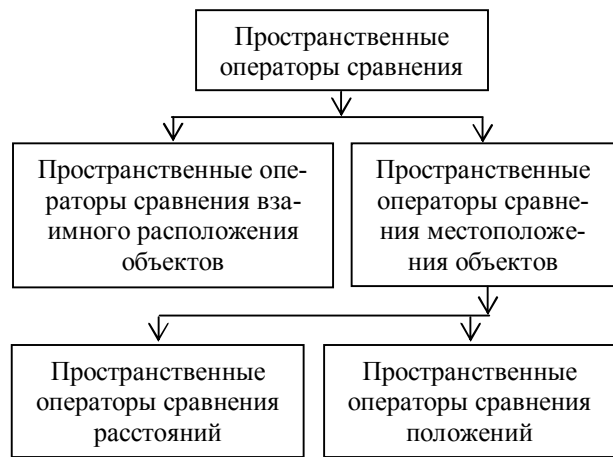 Пространственные
операторы сравнения
Пространственные опе-
раторы сравнения вза-
имного расположения
объектов
Пространственные
операторы сравне-
ния местоположе-
ния объектов
Пространственные
операторы сравнения
расстояний
Пространственные
операторы сравнения
положений